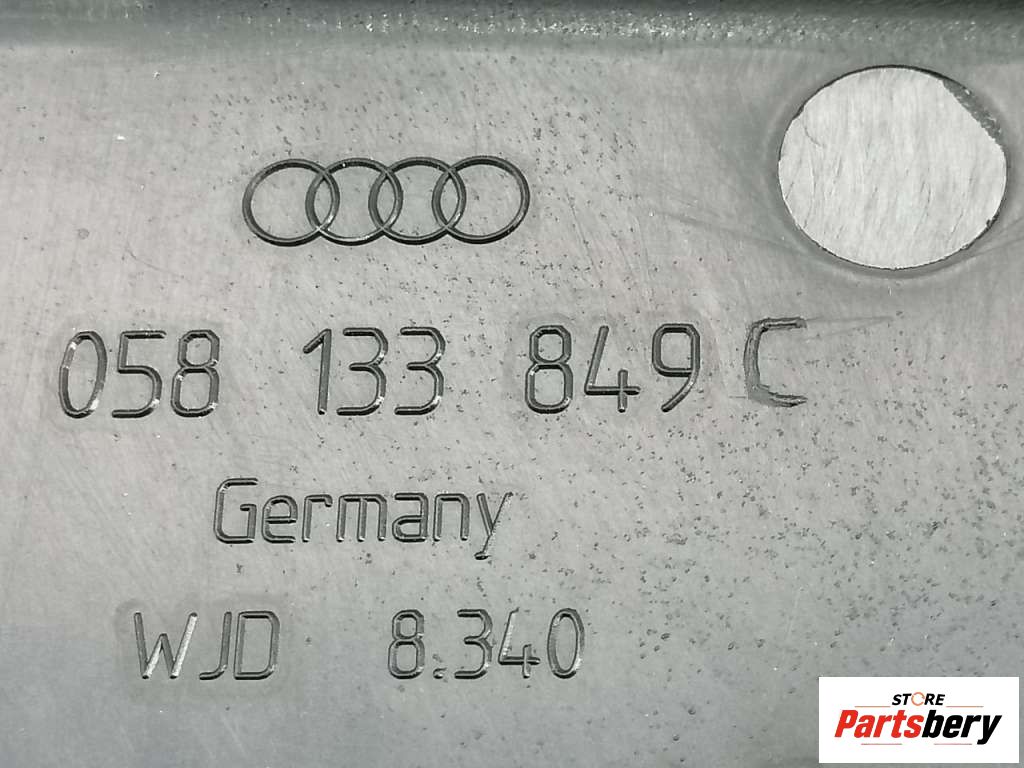 058 133 849 C
Germany
WJD 8.340
STORE
Partsbery